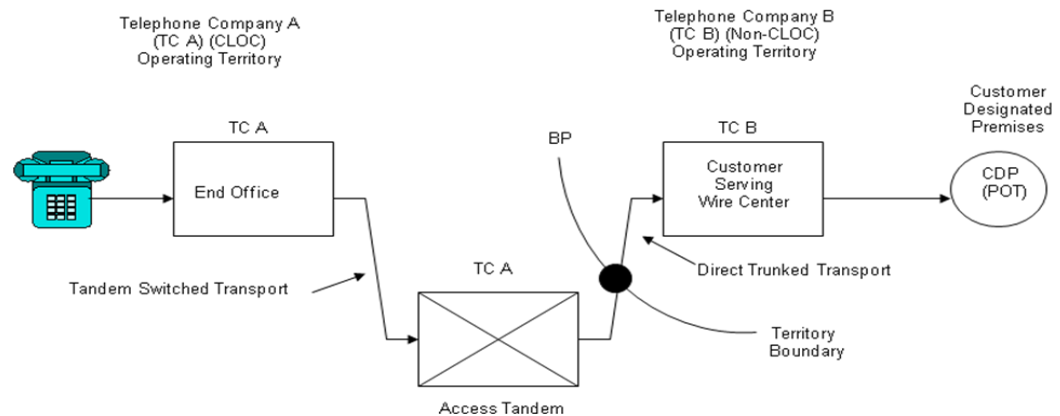 Telephone Company A
(TC A) (CLOC)
Operating Territory
Telephone Company B
(TC B) (Non-CLOC)
Operating Territory
Customer
Designated
Premises
TC A
End Office
BP
TC B
Customer
Serving
Wire Center
CDP
(POT)
Tandem Switched Transport
TC A
Direct Trunked Transport
Territory
Boundary
Access Tandem